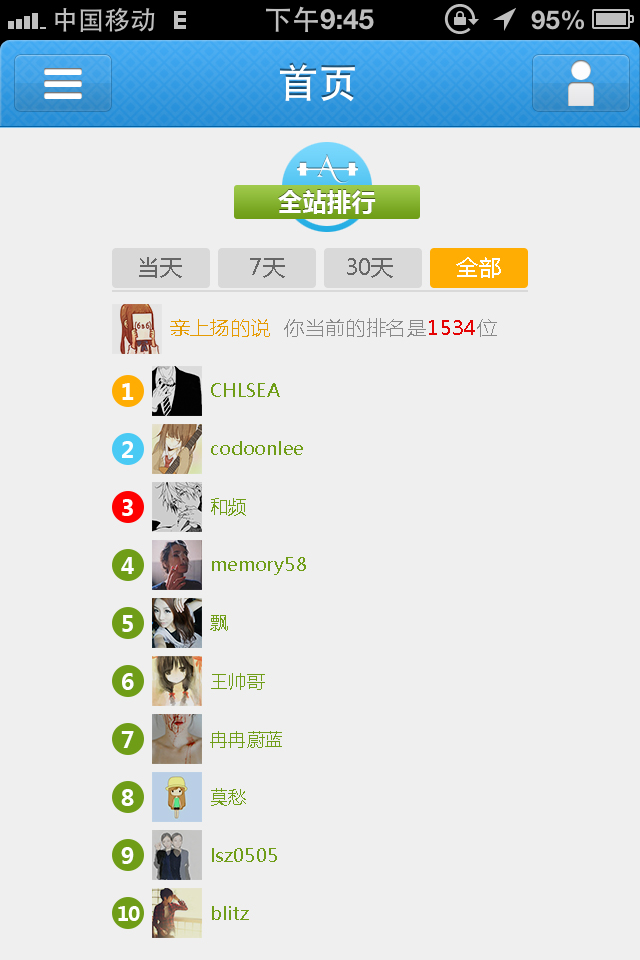 中国移动 E 下午9:45 95%
首页
A
全站排行
当天 7天 30天 全部
亲上扬的说 你当前的排名是1534位
1 CHLSEA
2 codoonlee
3 和频
4 memory58
5 飘
6 王帅哥
7 冉冉蔚蓝
8 莫愁
9 lsz0505
10 blitz